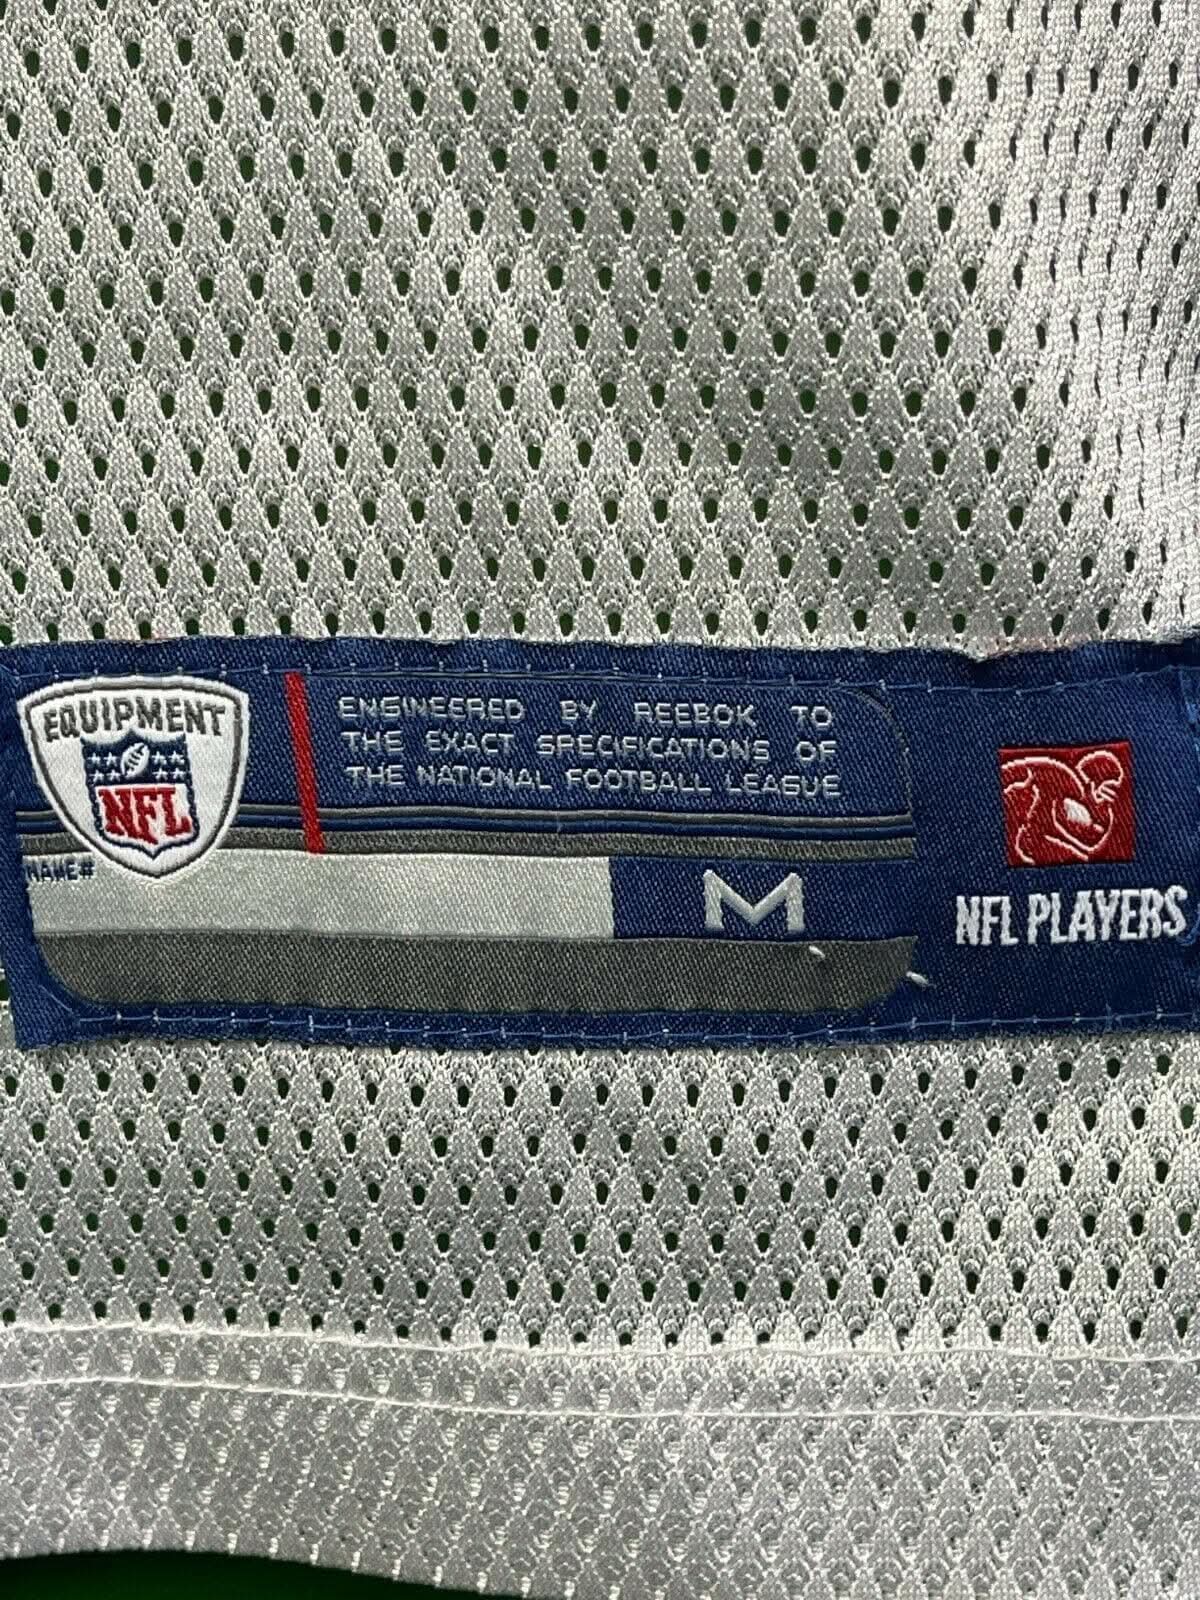 EQUIPMENT
NFL
ENGINEERED BY REEBOK TO
THE EXACT SPECIFICATIONS OF
THE NATIONAL FOOTBALL LEAGUE
NAME#
M
NFL PLAYERS